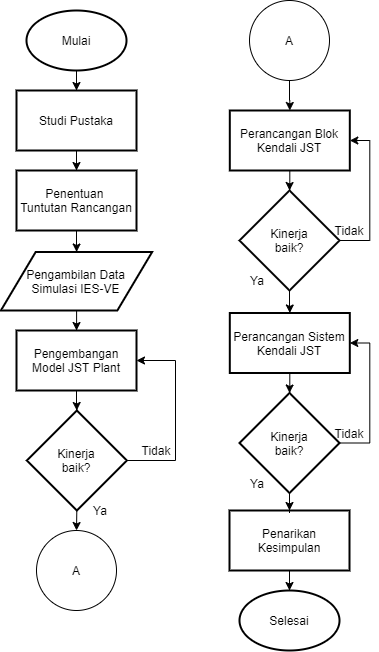 Mulai
Studi Pustaka
Penentuan
Tuntutan Rancangan
Pengambilan Data
Simulasi IES-VE
Pengembangan
Model JST Plant
Kinerja
baik?
Tidak
Ya
A
A
Perancangan Blok
Kendali JST
Kinerja
baik?
Tidak
Ya
Perancangan Sistem
Kendali JST
Kinerja
baik?
Tidak
Ya
Penarikan
Kesimpulan
Selesai